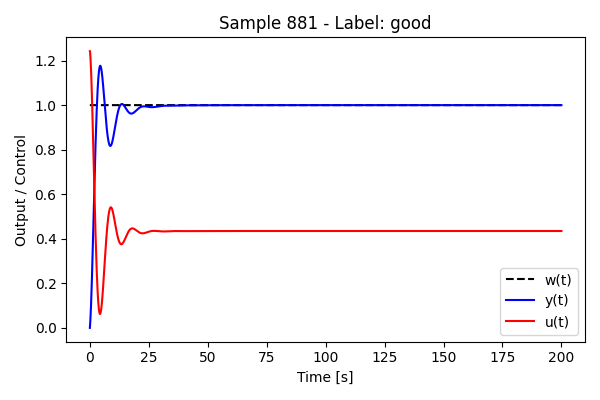 Sample 881 - Label: good
Output / Control
1.2
1.0
0.8
0.6
0.4
0.2
0.0
w(t)
y(t)
u(t)
0 25 50 75 100 125 150 175 200
Time [s]